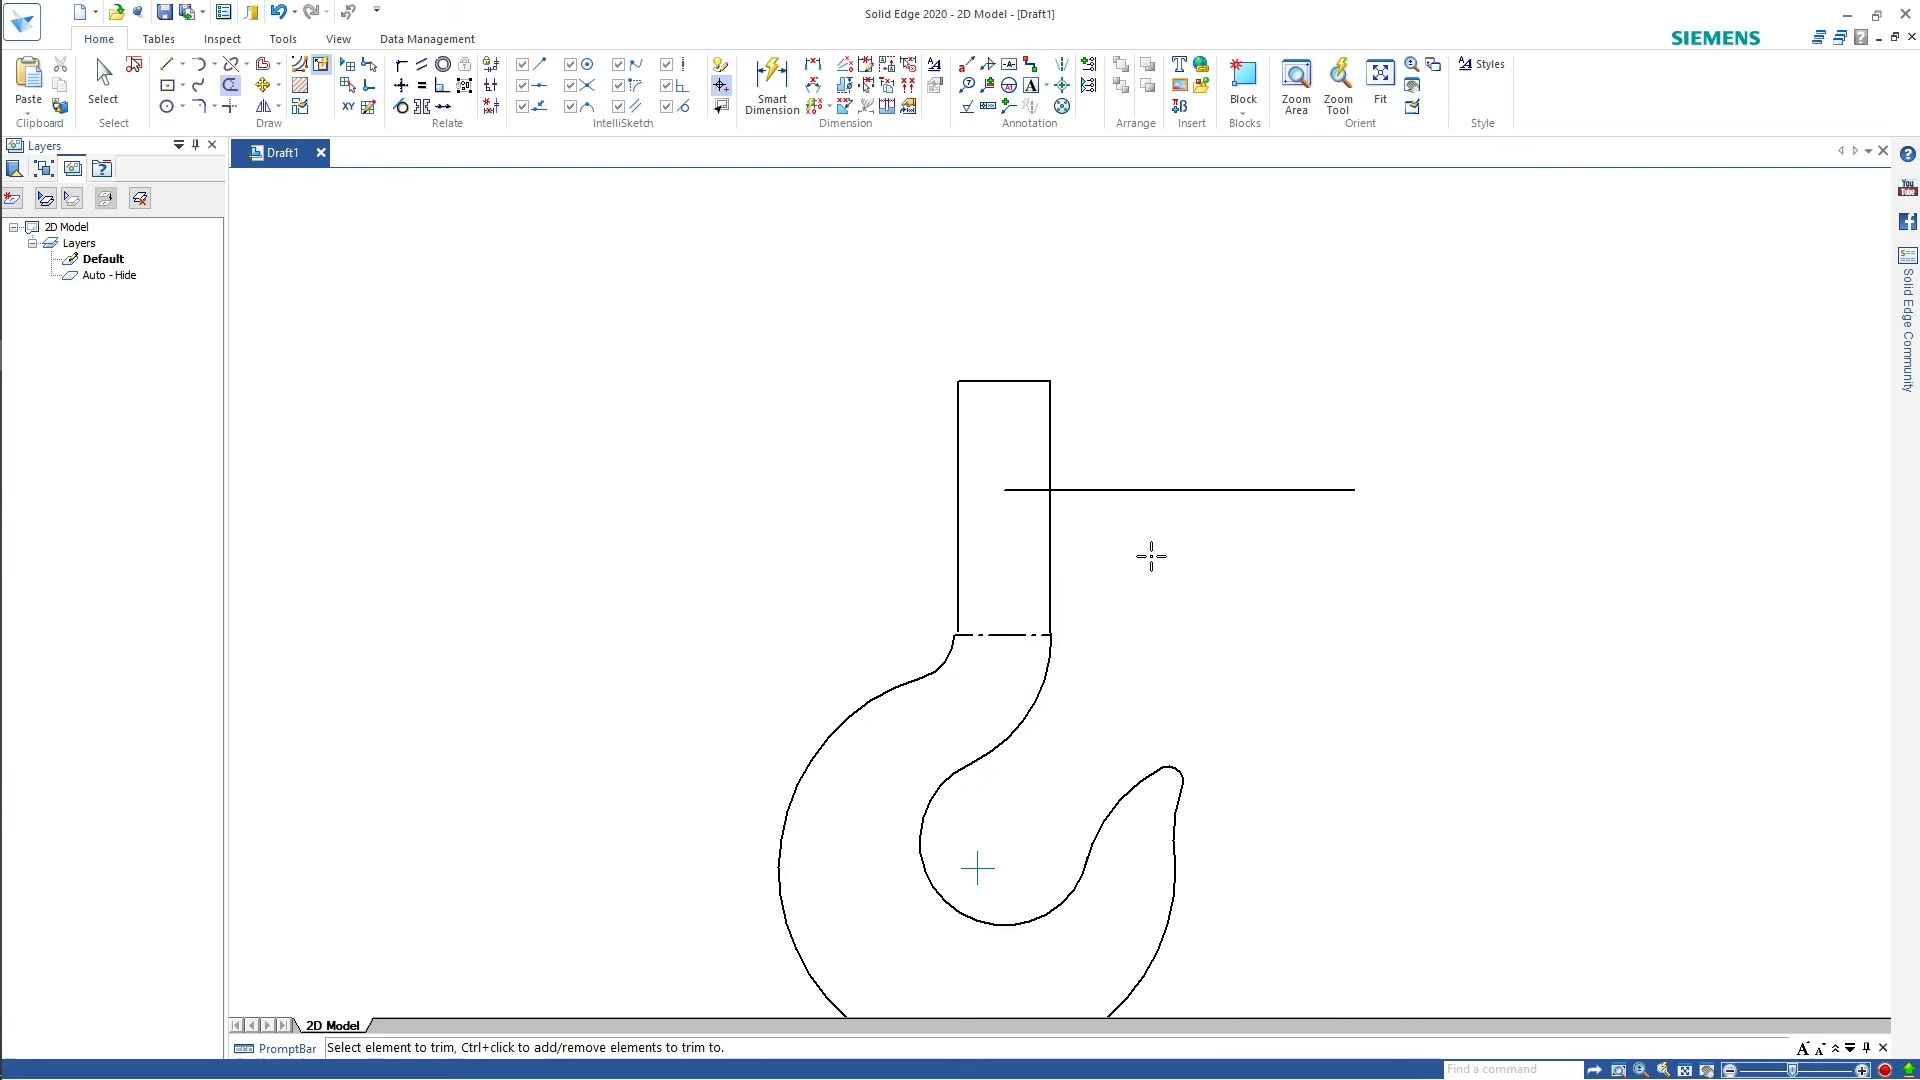 Solid Edge 2020 - 2D Model - [Draft1]
Home
Tables
Inspect
Tools
View
Data Management
SIEMENS
Paste
Clipboard
Select
Select
Draw
XY
Relate
IntelliSketch
Smart
Dimension
Dimension
Annotation
Arrange
Insert
Block
Blocks
Zoom
Area
Zoom
Tool
Fit
Orient
Styles
Style
Layers
Draft1
2D Model
Layers
Default
Auto - Hide
You
Tube
Solid Edge Community
2D Model
PromptBar
Select element to trim, Ctrl+click to add/remove elements to trim to.
Find a command